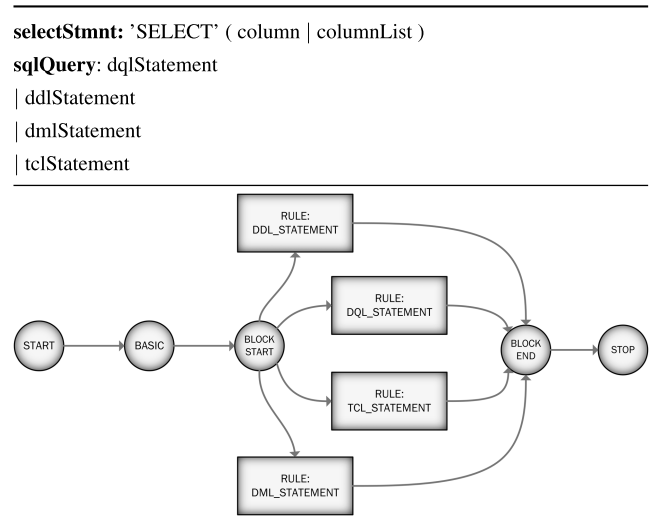 selectStmnt: ’SELECT’ ( column | columnList )
sqlQuery: dqlStatement
| ddlStatement
| dmlStatement
| tclStatement
RULE:
DDL_STATEMENT
RULE:
DQL_STATEMENT
START
BASIC
BLOCK
START
BLOCK
END
STOP
RULE:
TCL_STATEMENT
RULE:
DML_STATEMENT